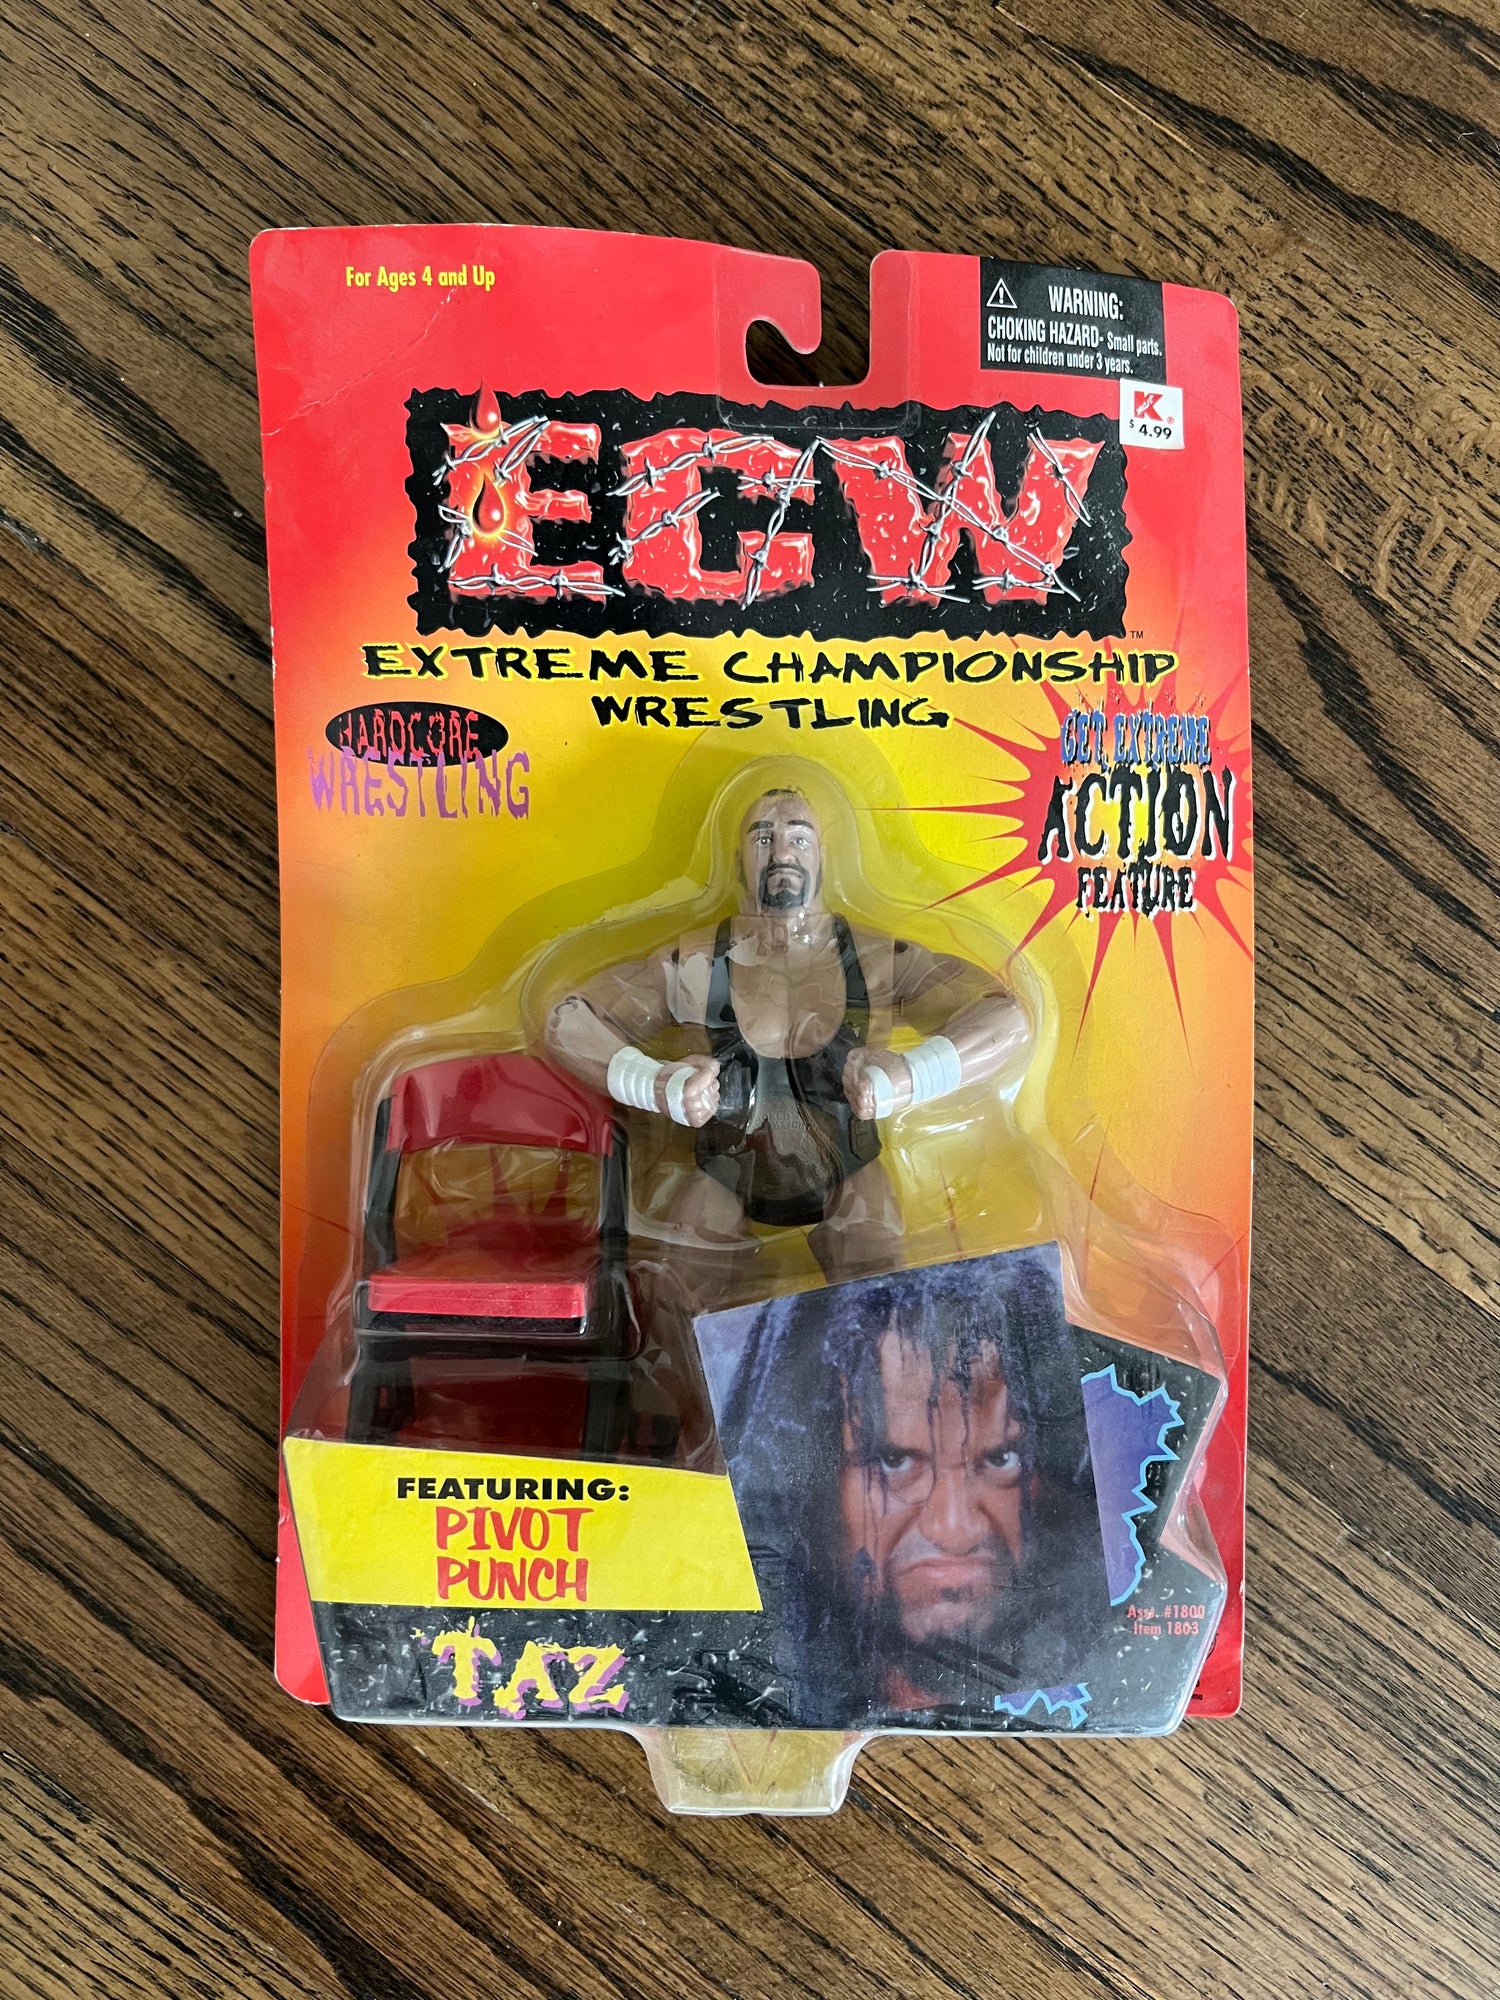 For Ages 4 and Up
WARNING:
CHOKING HAZARD- Small parts.
Not for children under 3 years.
K
$4.99
ECW
TM
EXTREME CHAMPIONSHIP
WRESTLING
HARDCORE
WRESTLING
GET EXTREME
ACTION
FEATURE
FEATURING:
PIVOT
PUNCH
TAZ
Asst. #1800
Item 1803